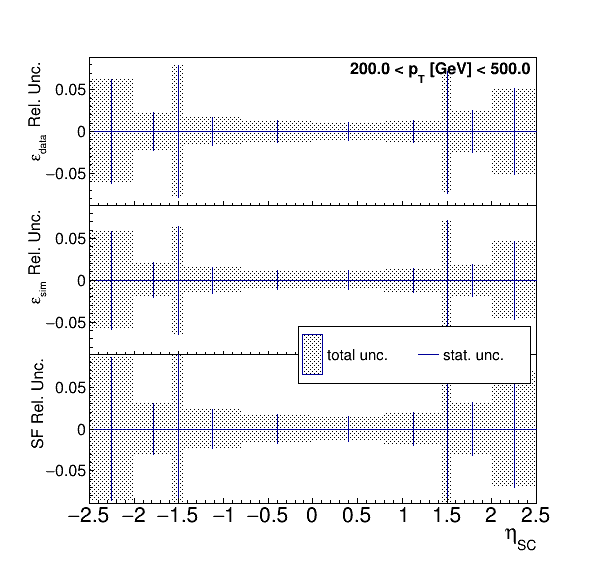 200.0 < p_T [GeV] < 500.0
ε_data Rel. Unc.
0.05
0
−0.05
ε_sim Rel. Unc.
0.05
0
−0.05
total unc. stat. unc.
SF Rel. Unc.
0.05
0
−0.05
−2.5 −2 −1.5 −1 −0.5 0 0.5 1 1.5 2 2.5
η_SC